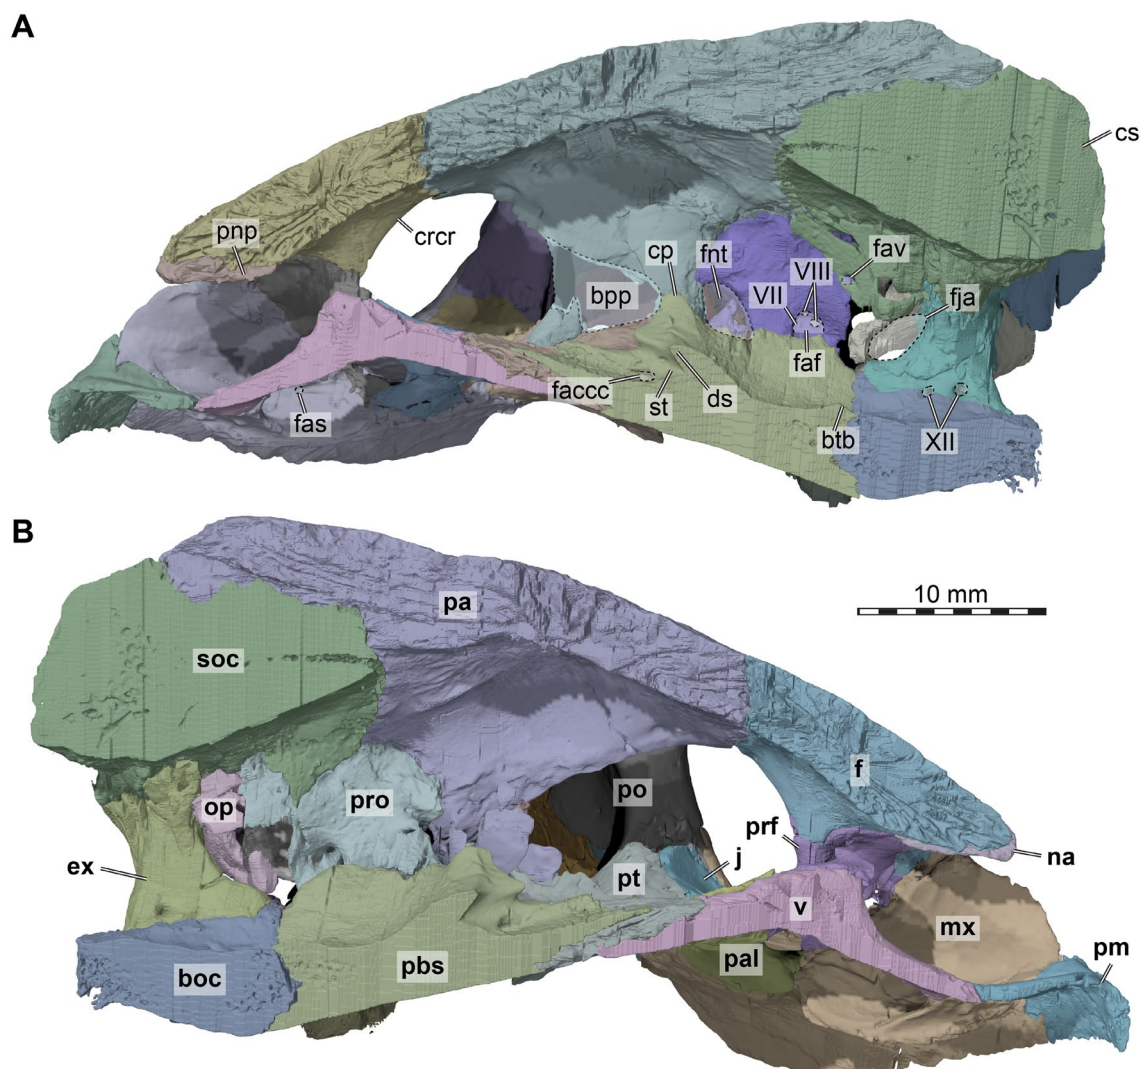 A
cs
pnp
crcr
cp
fnt
VIII
fav
bpp
VII
fja
faf
faccc
st
ds
fas
btb
XII
B
10 mm
pa
soc
f
po
op
pro
prf
na
ex
j
pt
v
mx
pm
pal
pbs
boc